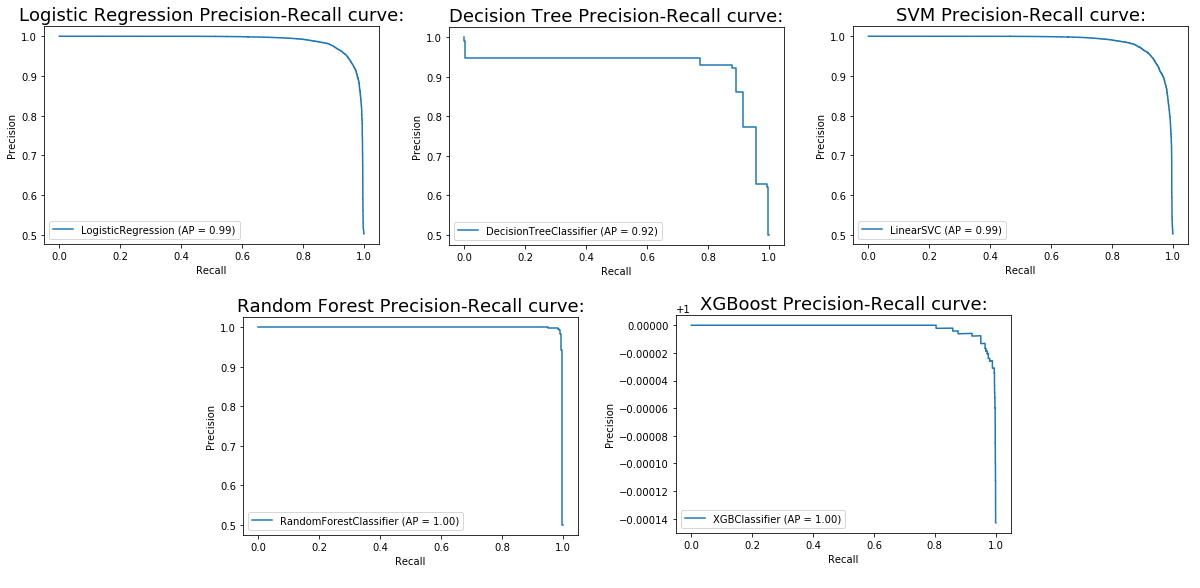 Logistic Regression Precision-Recall curve:
1.0
0.9
0.8
0.7
0.6
0.5
Precision
LogisticRegression (AP = 0.99)
0.0 0.2 0.4 0.6 0.8 1.0
Recall
Decision Tree Precision-Recall curve:
1.0
0.9
0.8
0.7
0.6
0.5
Precision
DecisionTreeClassifier (AP = 0.92)
0.0 0.2 0.4 0.6 0.8 1.0
Recall
SVM Precision-Recall curve:
1.0
0.9
0.8
0.7
0.6
0.5
Precision
LinearSVC (AP = 0.99)
0.0 0.2 0.4 0.6 0.8 1.0
Recall
Random Forest Precision-Recall curve:
1.0
0.9
0.8
0.7
0.6
0.5
Precision
RandomForestClassifier (AP = 1.00)
0.0 0.2 0.4 0.6 0.8 1.0
Recall
XGBoost Precision-Recall curve:
+1
0.00000
−0.00002
−0.00004
−0.00006
−0.00008
−0.00010
−0.00012
−0.00014
Precision
XGBClassifier (AP = 1.00)
0.0 0.2 0.4 0.6 0.8 1.0
Recall